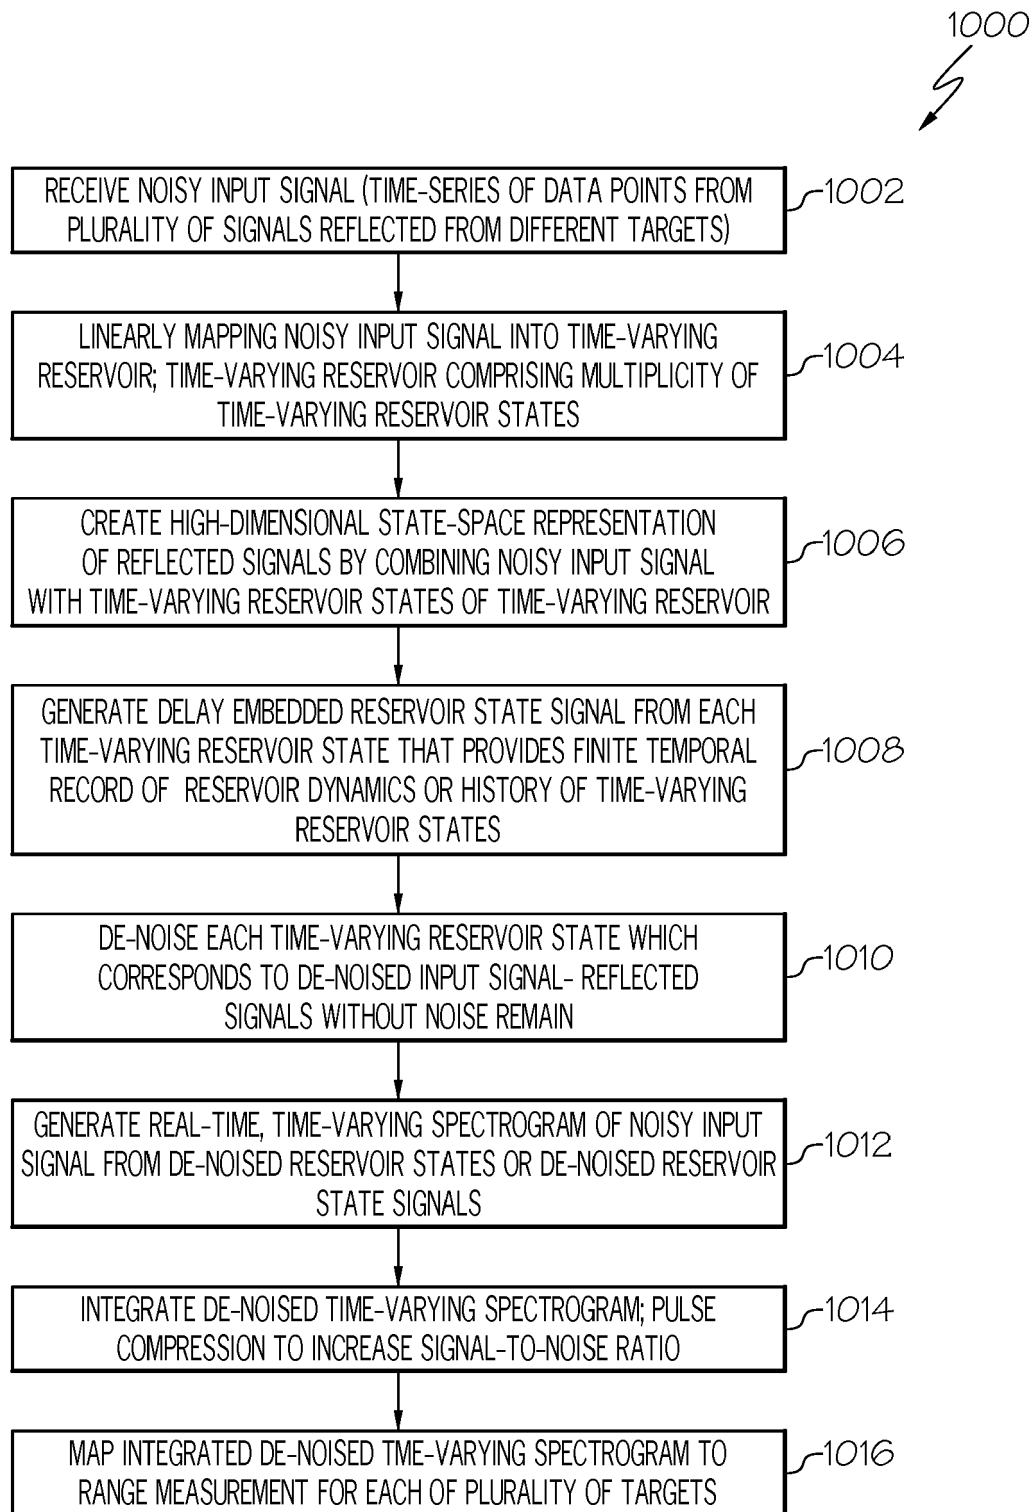 1000
RECEIVE NOISY INPUT SIGNAL (TIME-SERIES OF DATA POINTS FROM
PLURALITY OF SIGNALS REFLECTED FROM DIFFERENT TARGETS)
1002
LINEARLY MAPPING NOISY INPUT SIGNAL INTO TIME-VARYING
RESERVOIR; TIME-VARYING RESERVOIR COMPRISING MULTIPLICITY OF
TIME-VARYING RESERVOIR STATES
1004
CREATE HIGH-DIMENSIONAL STATE-SPACE REPRESENTATION
OF REFLECTED SIGNALS BY COMBINING NOISY INPUT SIGNAL
WITH TIME-VARYING RESERVOIR STATES OF TIME-VARYING RESERVOIR
1006
GENERATE DELAY EMBEDDED RESERVOIR STATE SIGNAL FROM EACH
TIME-VARYING RESERVOIR STATE THAT PROVIDES FINITE TEMPORAL
RECORD OF RESERVOIR DYNAMICS OR HISTORY OF TIME-VARYING
RESERVOIR STATES
1008
DE-NOISE EACH TIME-VARYING RESERVOIR STATE WHICH
CORRESPONDS TO DE-NOISED INPUT SIGNAL- REFLECTED
SIGNALS WITHOUT NOISE REMAIN
1010
GENERATE REAL-TIME, TIME-VARYING SPECTROGRAM OF NOISY INPUT
SIGNAL FROM DE-NOISED RESERVOIR STATES OR DE-NOISED RESERVOIR
STATE SIGNALS
1012
INTEGRATE DE-NOISED TIME-VARYING SPECTROGRAM; PULSE
COMPRESSION TO INCREASE SIGNAL-TO-NOISE RATIO
1014
MAP INTEGRATED DE-NOISED TME-VARYING SPECTROGRAM TO
RANGE MEASUREMENT FOR EACH OF PLURALITY OF TARGETS
1016